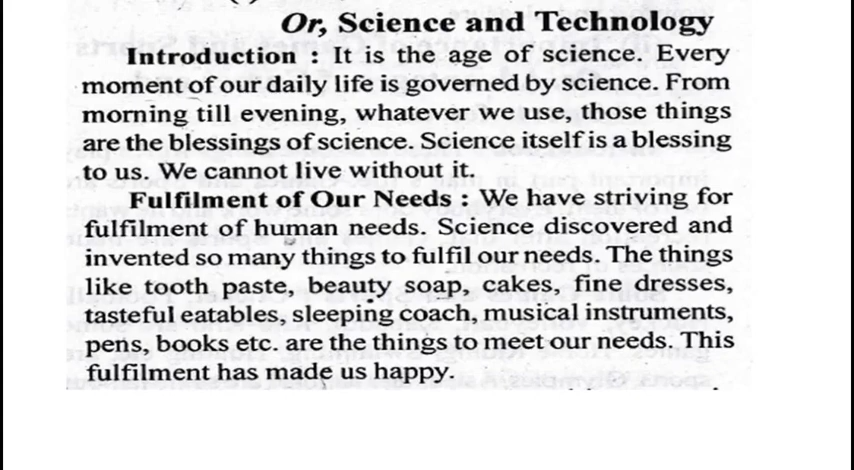 Or, Science and Technology
Introduction : It is the age of science. Every
moment of our daily life is governed by science. From
morning till evening, whatever we use, those things
are the blessings of science. Science itself is a blessing
to us. We cannot live without it.
Fulfilment of Our Needs : We have striving for
fulfilment of human needs. Science discovered and
invented so many things to fulfil our needs. The things
like tooth paste, beauty soap, cakes, fine dresses,
tasteful eatables, sleeping coach, musical instruments,
pens, books etc. are the things to meet our needs. This
fulfilment has made us happy.